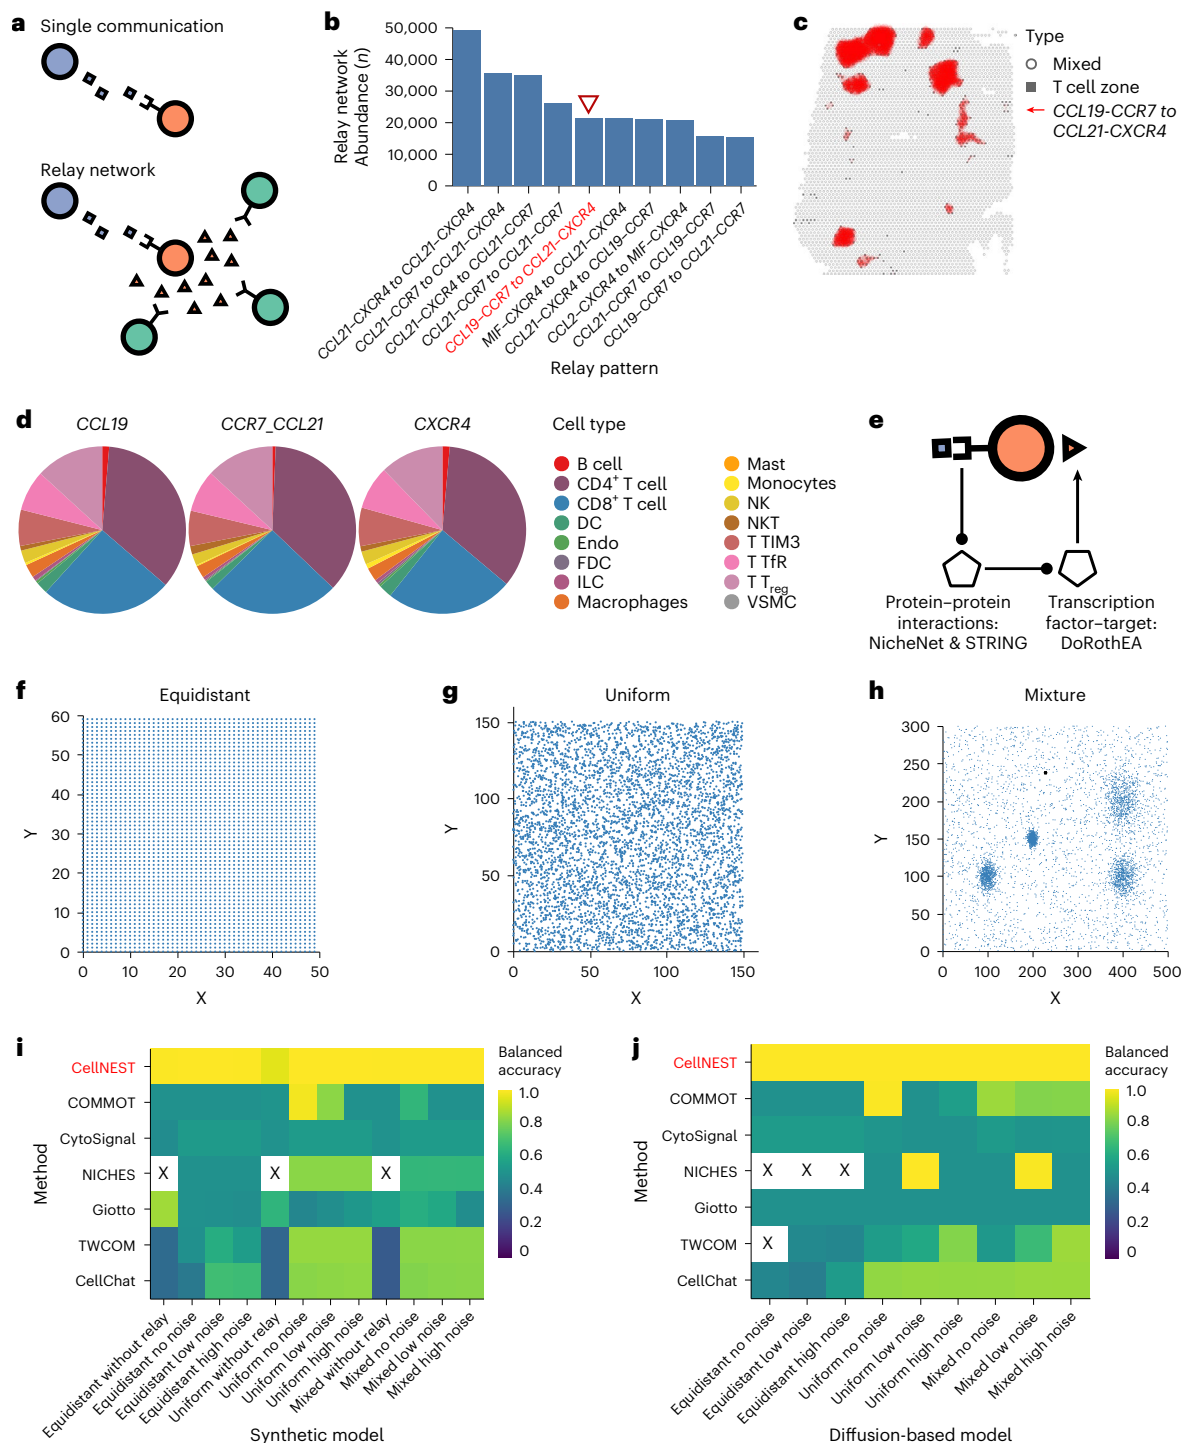 a
Single communication
Relay network
b
Relay network
Abundance (n)
50,000
40,000
30,000
20,000
10,000
0
CCL21–CXCR4 to CCL21–CXCR4
CCL21–CCR7 to CCL21–CXCR4
CCL21–CXCR4 to CCL21–CCR7
CCL21–CCR7 to CCL21–CCR7
CCL19–CCR7 to CCL21–CXCR4
MIF–CXCR4 to CCL21–CXCR4
CCL21–CXCR4 to CCL19–CCR7
CCL2–CXCR4 to MIF–CXCR4
CCL21–CCR7 to CCL19–CCR7
CCL19–CCR7 to CCL21–CCR7
Relay pattern
c
Type
Mixed
T cell zone
CCL19-CCR7 to
CCL21-CXCR4
d
CCL19
CCR7_CCL21
CXCR4
Cell type
B cell
CD4+ T cell
CD8+ T cell
DC
Endo
FDC
ILC
Macrophages
Mast
Monocytes
NK
NKT
T TIM3
T TfR
T Treg
VSMC
e
Protein–protein
interactions:
NicheNet & STRING
Transcription
factor–target:
DoRothEA
f
Equidistant
Y
60
50
40
30
20
10
0
0 10 20 30 40 50
X
g
Uniform
Y
150
100
50
0
0 50 100 150
X
h
Mixture
Y
300
250
200
150
100
50
0
0 100 200 300 400 500
X
i
Method
CellNEST
COMMOT
CytoSignal
NICHES
Giotto
TWCOM
CellChat
X X X
Equidistant without relay
Equidistant no noise
Equidistant low noise
Equidistant high noise
Uniform without relay
Uniform no noise
Uniform low noise
Uniform high noise
Mixed without relay
Mixed no noise
Mixed low noise
Mixed high noise
Synthetic model
Balanced
accuracy
1.0
0.8
0.6
0.4
0.2
0
j
Method
CellNEST
COMMOT
CytoSignal
NICHES
Giotto
TWCOM
CellChat
X X X
X
Equidistant no noise
Equidistant low noise
Equidistant high noise
Uniform no noise
Uniform low noise
Uniform high noise
Mixed no noise
Mixed low noise
Mixed high noise
Diffusion-based model
Balanced
accuracy
1.0
0.8
0.6
0.4
0.2
0